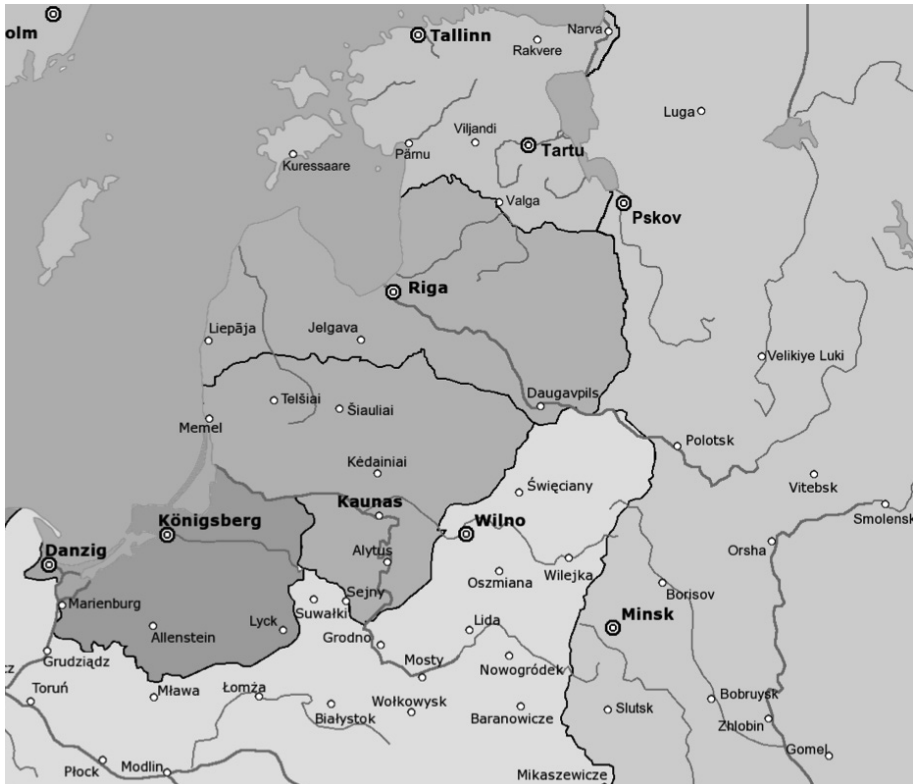 olm
Tallinn
Narva
Rakvere
Luga
Viljandi
Pärnu
Tartu
Kuressaare
Valga
Pskov
Riga
Liepāja
Jelgava
Velikiye Luki
Daugavpils
Telšiai
Šiauliai
Memel
Polotsk
Kėdainiai
Vitebsk
Święciany
Kaunas
Smolensk
Königsberg
Wilno
Orsha
Danzig
Alytus
Oszmiana
Wilejka
Borisov
Sejny
Marienburg
Suwałki
Minsk
Allenstein
Lyck
Lida
Grodno
Grudziądz
Mosty
Nowogródek
cz
Toruń
Mława
Łomża
Wołkowysk
Bobruysk
Białystok
Baranowicze
Slutsk
Zhlobin
Gomel
Płock
Modlin
Mikaszewicze